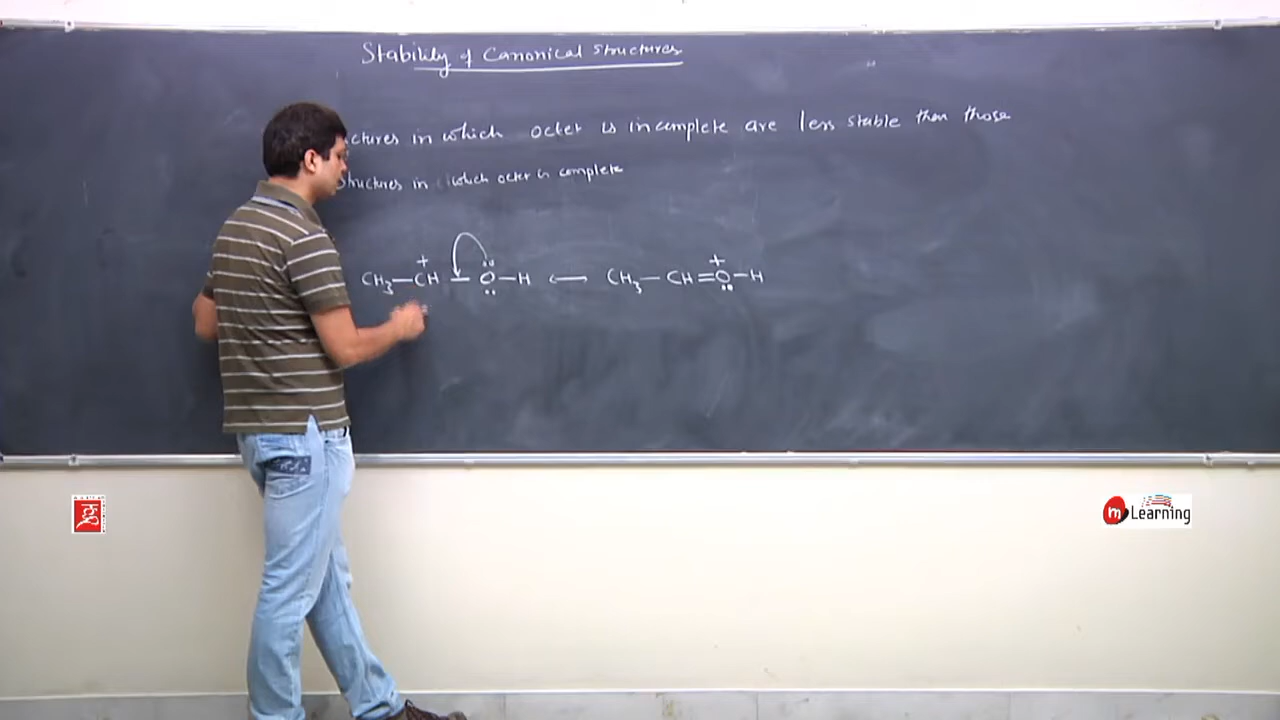 Stability of Canonical Structures
ctures in which octet is incomplete are less stable then those
structures in which octet is complete
+ +
CH3—CH — O—H ⟷ CH3—CH=O—H
m Learning